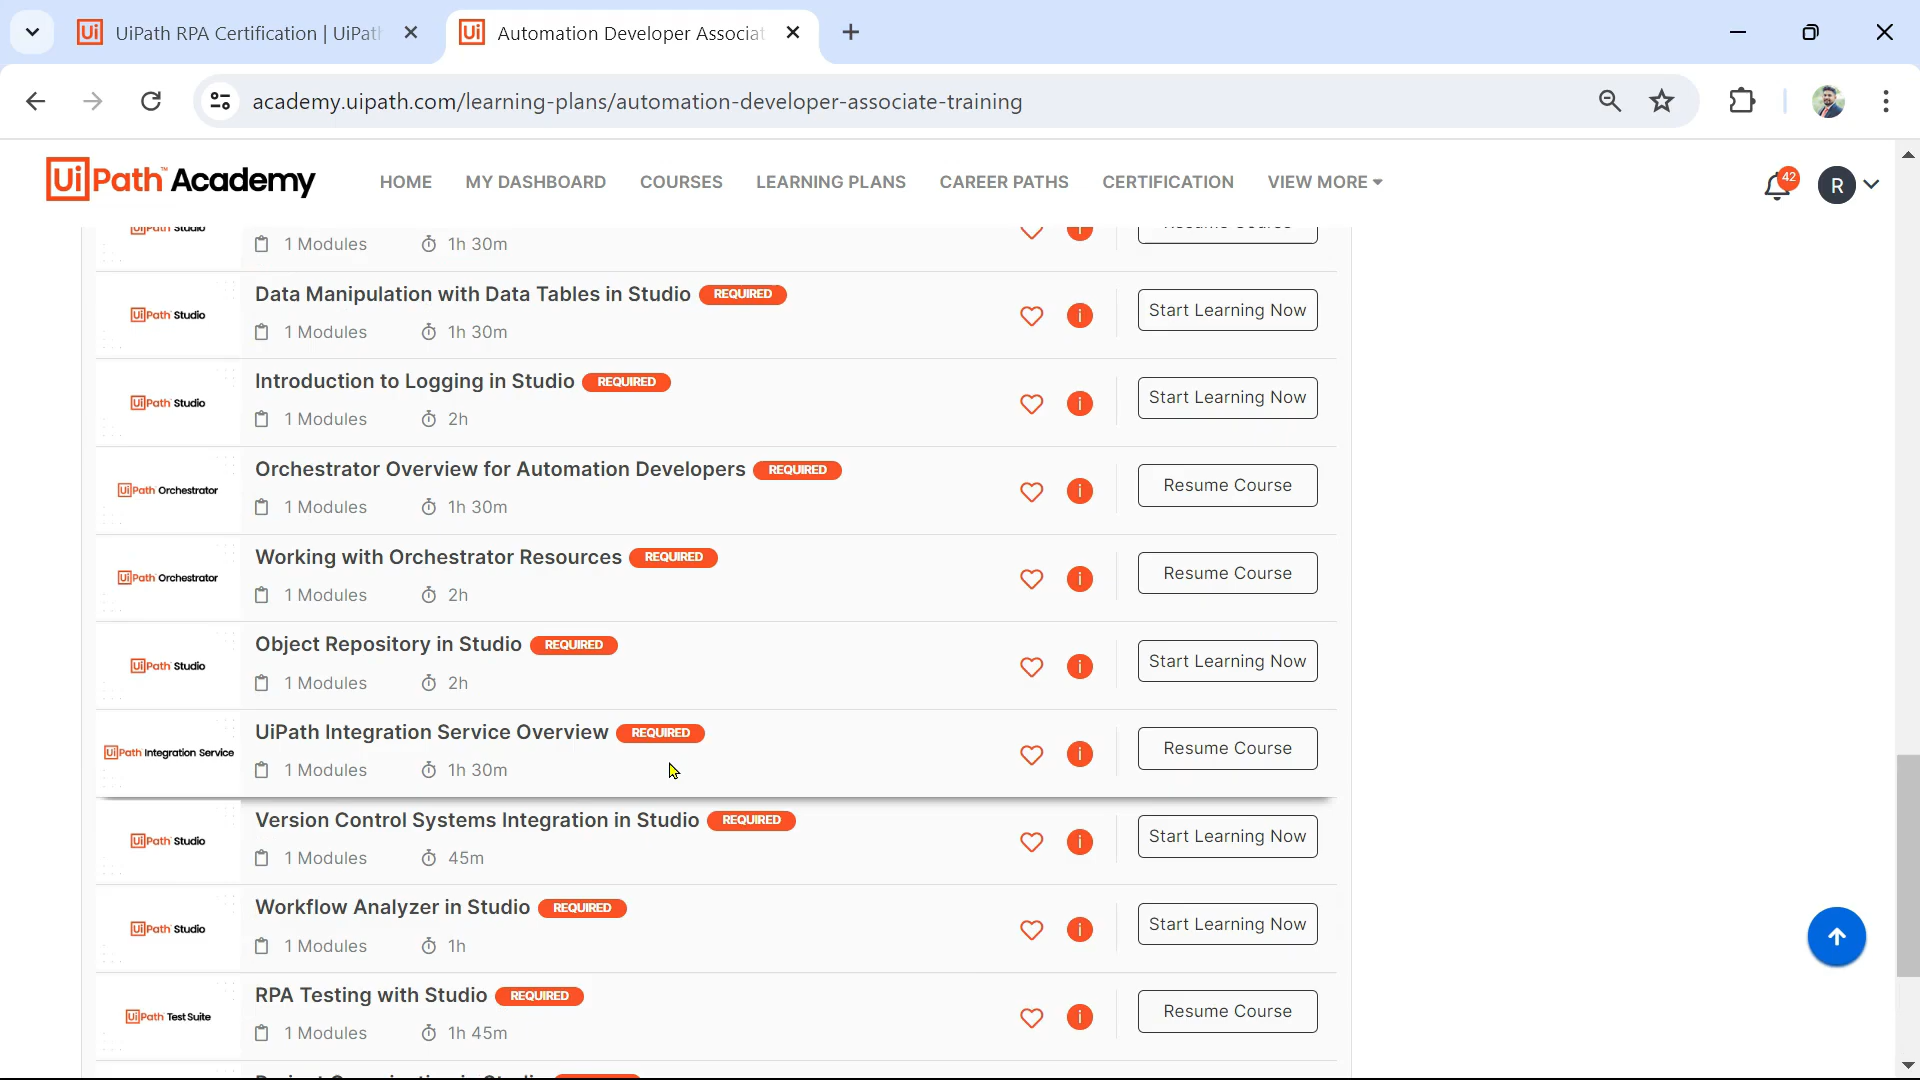 UiPath RPA Certification | UiPat
Automation Developer Associat
academy.uipath.com/learning-plans/automation-developer-associate-training
UiPath™ Academy
HOME
MY DASHBOARD
COURSES
LEARNING PLANS
CAREER PATHS
CERTIFICATION
VIEW MORE
42
R
1 Modules
1h 30m
UiPath Studio
Data Manipulation with Data Tables in Studio REQUIRED
1 Modules
1h 30m
Start Learning Now
UiPath Studio
Introduction to Logging in Studio REQUIRED
1 Modules
2h
Start Learning Now
UiPath Orchestrator
Orchestrator Overview for Automation Developers REQUIRED
1 Modules
1h 30m
Resume Course
UiPath Orchestrator
Working with Orchestrator Resources REQUIRED
1 Modules
2h
Resume Course
UiPath Studio
Object Repository in Studio REQUIRED
1 Modules
2h
Start Learning Now
UiPath Integration Service
UiPath Integration Service Overview REQUIRED
1 Modules
1h 30m
Resume Course
UiPath Studio
Version Control Systems Integration in Studio REQUIRED
1 Modules
45m
Start Learning Now
UiPath Studio
Workflow Analyzer in Studio REQUIRED
1 Modules
1h
Start Learning Now
UiPath Test Suite
RPA Testing with Studio REQUIRED
1 Modules
1h 45m
Resume Course